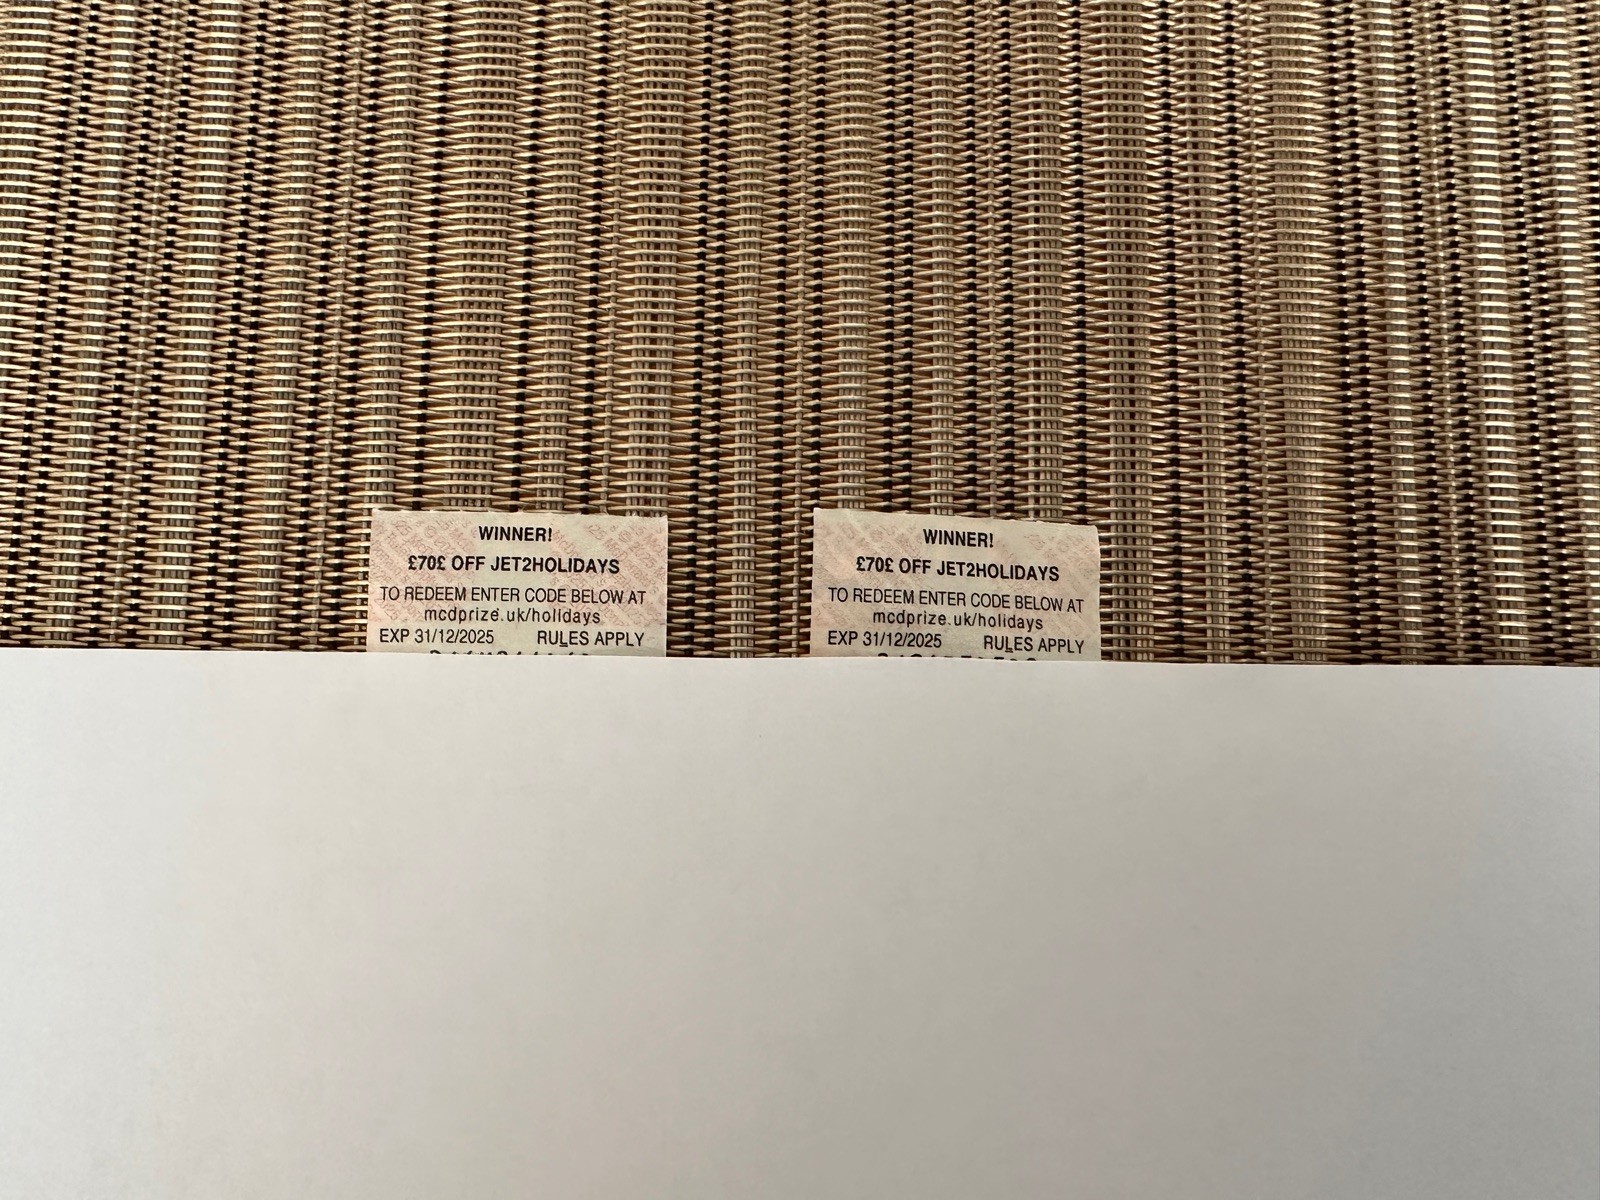 WINNER!
£70£ OFF JET2HOLIDAYS
TO REDEEM ENTER CODE BELOW AT
mcdprize.uk/holidays
EXP 31/12/2025 RULES APPLY
WINNER!
£70£ OFF JET2HOLIDAYS
TO REDEEM ENTER CODE BELOW AT
mcdprize.uk/holidays
EXP 31/12/2025 RULES APPLY